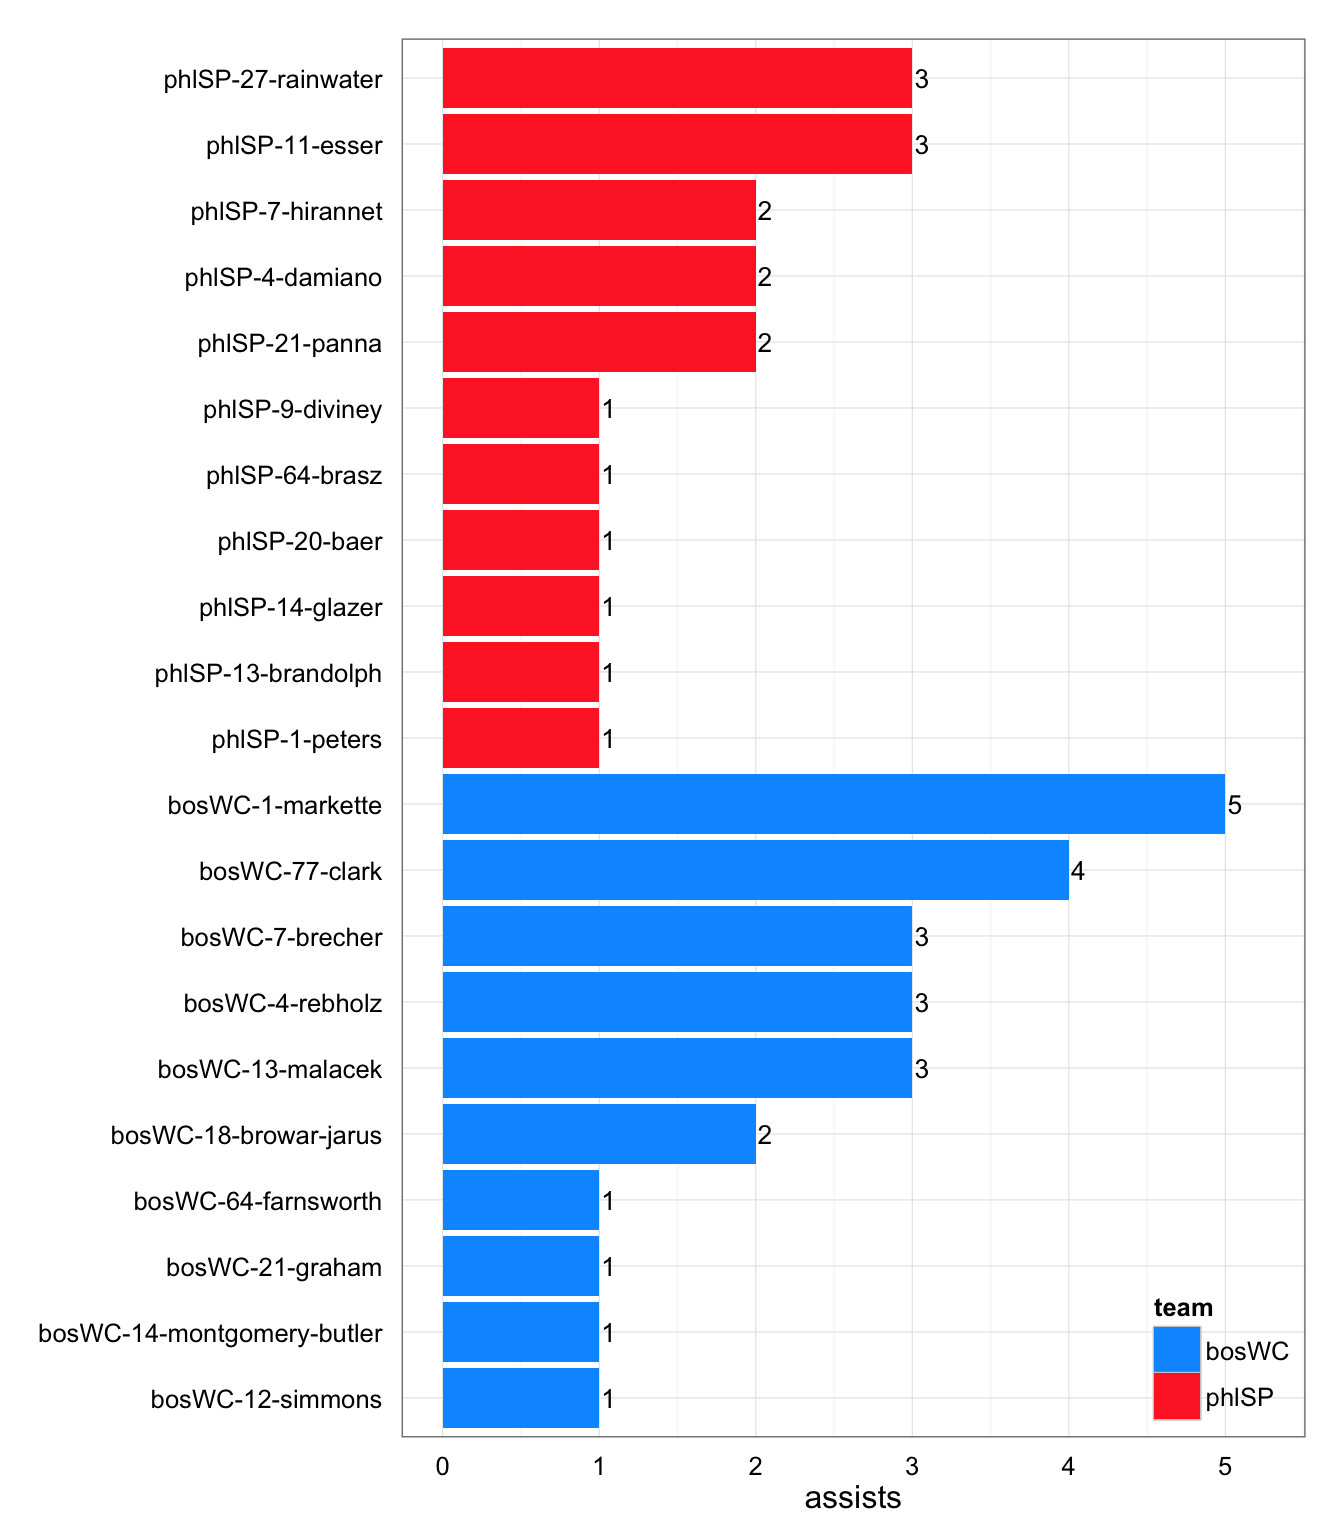 phlSP-27-rainwater 3
phlSP-11-esser 3
phlSP-7-hirannet 2
phlSP-4-damiano 2
phlSP-21-panna 2
phlSP-9-diviney 1
phlSP-64-brasz 1
phlSP-20-baer 1
phlSP-14-glazer 1
phlSP-13-brandolph 1
phlSP-1-peters 1
bosWC-1-markette 5
bosWC-77-clark 4
bosWC-7-brecher 3
bosWC-4-rebholz 3
bosWC-13-malacek 3
bosWC-18-browar-jarus 2
bosWC-64-farnsworth 1
bosWC-21-graham 1
bosWC-14-montgomery-butler 1
bosWC-12-simmons 1
team
bosWC
phlSP
0 1 2 3 4 5
assists